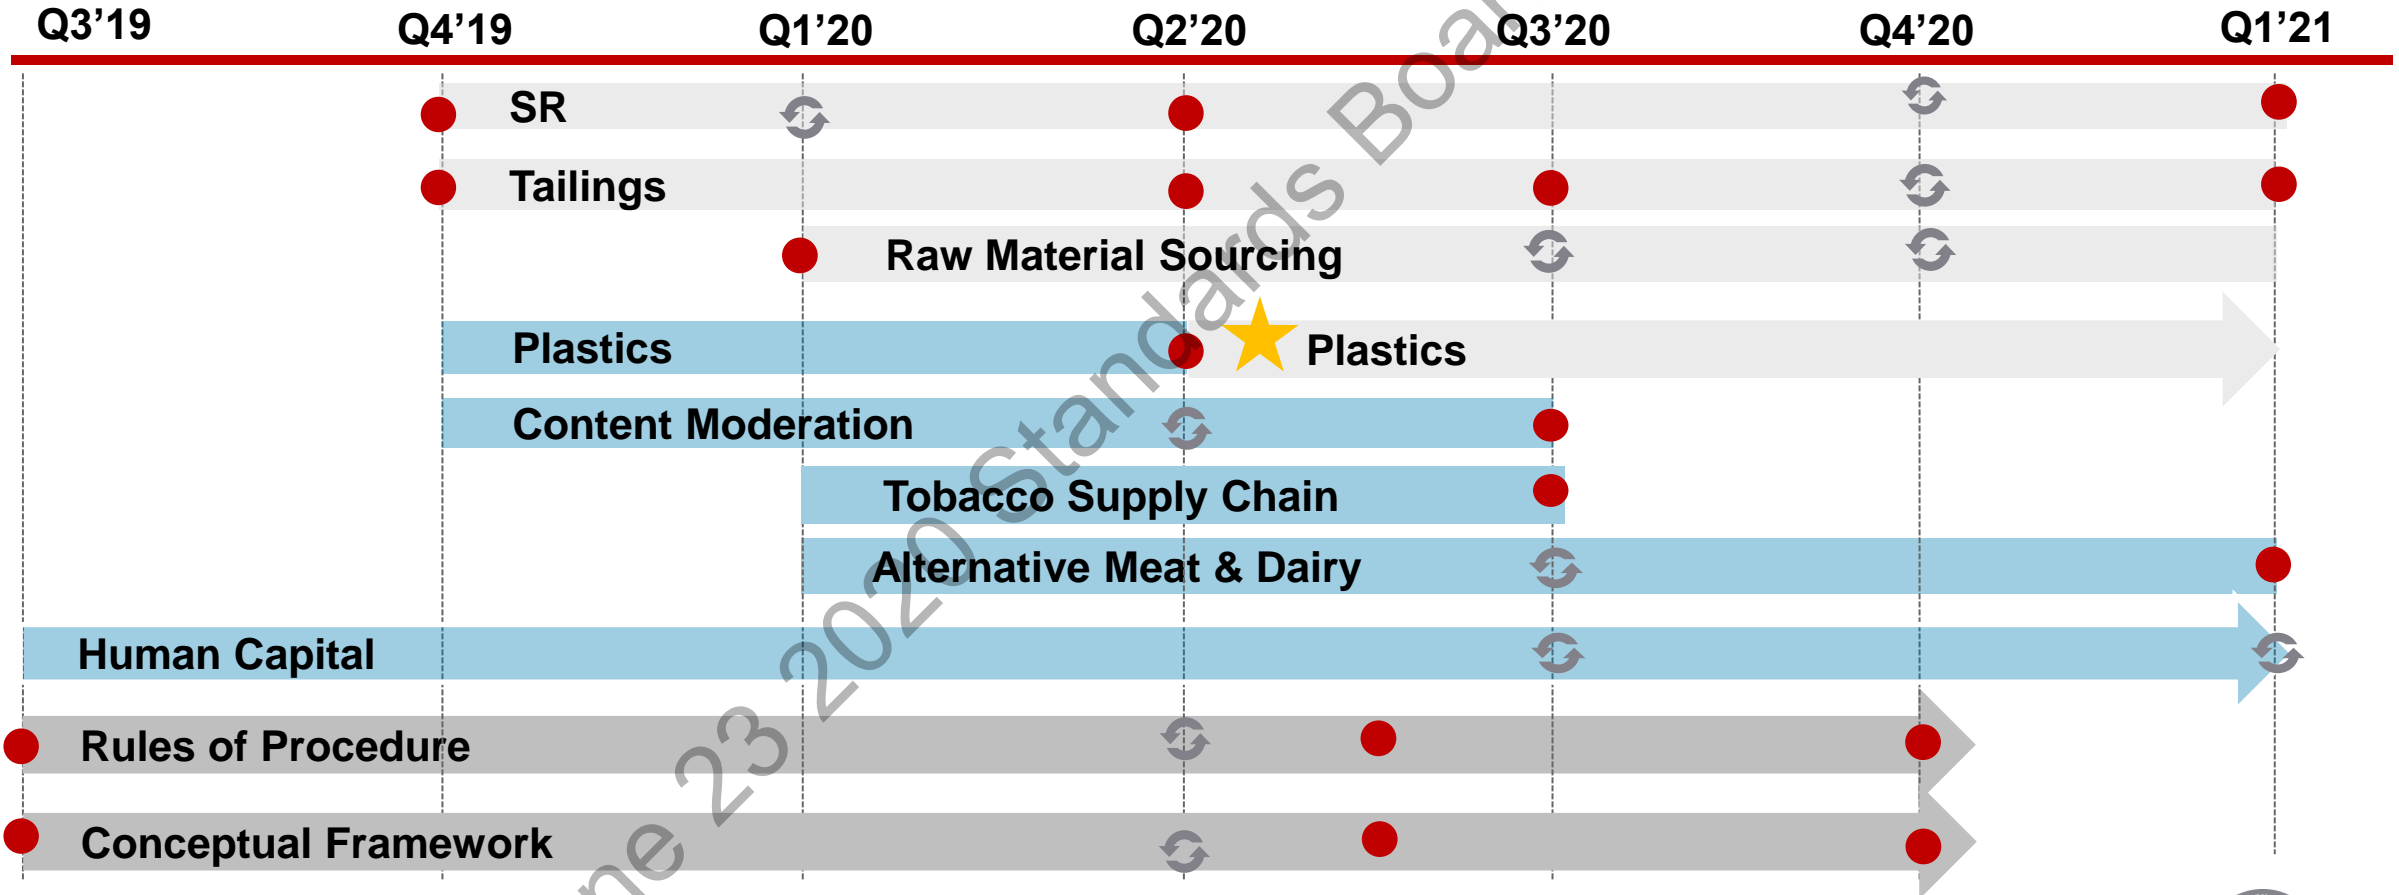 Q3’19 Q4’19 Q1’20 Q2’20 Q3’20 Q4’20 Q1’21
SR
Tailings
Raw Material Sourcing
Plastics Plastics
Content Moderation
Tobacco Supply Chain
Alternative Meat & Dairy
Human Capital
Rules of Procedure
Conceptual Framework
23 2020 Standards